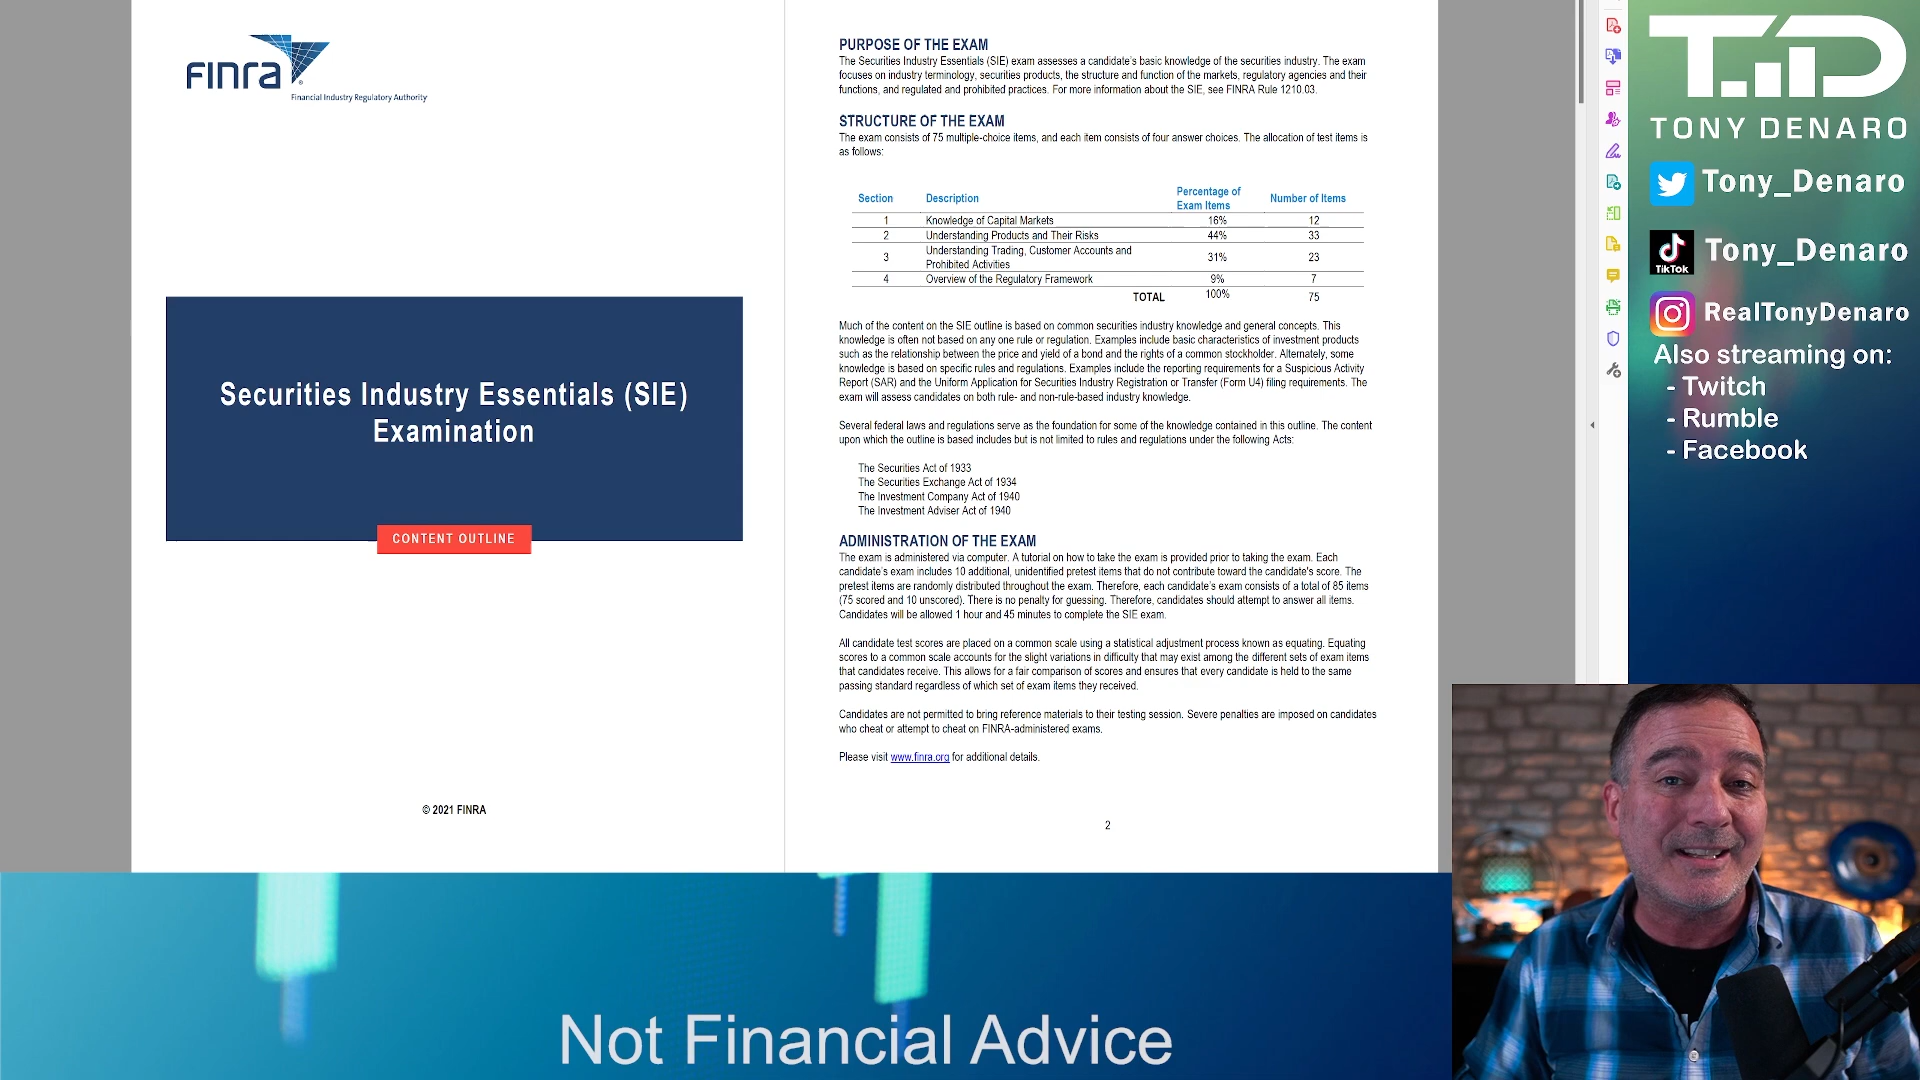 finra
Financial Industry Regulatory Authority
Securities Industry Essentials (SIE)
Examination
CONTENT OUTLINE
© 2021 FINRA
PURPOSE OF THE EXAM
The Securities Industry Essentials (SIE) exam assesses a candidate's basic knowledge of the securities industry. The exam
focuses on industry terminology, securities products, the structure and function of the markets, regulatory agencies and their
functions, and regulated and prohibited practices. For more information about the SIE, see FINRA Rule 1210.03.
STRUCTURE OF THE EXAM
The exam consists of 75 multiple-choice items, and each item consists of four answer choices. The allocation of test items is
as follows:
Section Description Percentage of Exam Items Number of Items
1 Knowledge of Capital Markets 16% 12
2 Understanding Products and Their Risks 44% 33
3 Understanding Trading, Customer Accounts and Prohibited Activities 31% 23
4 Overview of the Regulatory Framework 9% 7
TOTAL 100% 75
Much of the content on the SIE outline is based on common securities industry knowledge and general concepts. This
knowledge is often not based on any one rule or regulation. Examples include basic characteristics of investment products
such as the relationship between the price and yield of a bond and the rights of a common stockholder. Alternately, some
knowledge is based on specific rules and regulations. Examples include the reporting requirements for a Suspicious Activity
Report (SAR) and the Uniform Application for Securities Industry Registration or Transfer (Form U4) filing requirements. The
exam will assess candidates on both rule- and non-rule-based industry knowledge.
Several federal laws and regulations serve as the foundation for some of the knowledge contained in this outline. The content
upon which the outline is based includes but is not limited to rules and regulations under the following Acts:
The Securities Act of 1933
The Securities Exchange Act of 1934
The Investment Company Act of 1940
The Investment Adviser Act of 1940
ADMINISTRATION OF THE EXAM
The exam is administered via computer. A tutorial on how to take the exam is provided prior to taking the exam. Each
candidate's exam includes 10 additional, unidentified pretest items that do not contribute toward the candidate's score. The
pretest items are randomly distributed throughout the exam. Therefore, each candidate's exam consists of a total of 85 items
(75 scored and 10 unscored). There is no penalty for guessing. Therefore, candidates should attempt to answer all items.
Candidates will be allowed 1 hour and 45 minutes to complete the SIE exam.
All candidate test scores are placed on a common scale using a statistical adjustment process known as equating. Equating
scores to a common scale accounts for the slight variations in difficulty that may exist among the different sets of exam items
that candidates receive. This allows for a fair comparison of scores and ensures that every candidate is held to the same
passing standard regardless of which set of exam items they received.
Candidates are not permitted to bring reference materials to their testing session. Severe penalties are imposed on candidates
who cheat or attempt to cheat on FINRA-administered exams.
Please visit www.finra.org for additional details.
2
TD
TONY DENARO
Tony_Denaro
TikTok
Tony_Denaro
RealTonyDenaro
Also streaming on:
- Twitch
- Rumble
- Facebook
Not Financial Advice